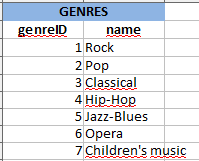 GENRES
genreID name
1 Rock
2 Pop
3 Classical
4 Hip-Hop
5 Jazz-Blues
6 Opera
7 Children's music